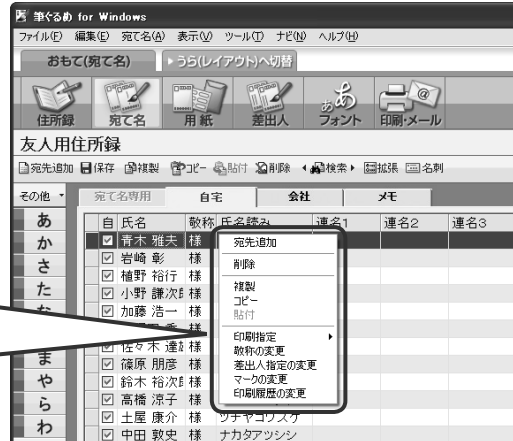 筆ぐるめ for Windows
ファイル(F) 編集(E) 宛て名(A) 表示(V) ツール(T) ナビ(N) ヘルプ(H)
おもて(宛て名) うら(レイアウト)へ切替
住所録 宛て名 用紙 差出人 フォント 印刷・メール
友人用住所録
宛先追加 保存 複製 コピー 貼付 削除 検索 拡張 名刺
その他 宛て名専用 自宅 会社 メモ
自 氏名 敬称 氏名読み 連名1 連名2 連名3
あ 青木 雅夫 様
か 岩崎 彰 様
さ 植野 裕行 様
た 小野 謙次 様
加藤 浩一 様
佐々木 様
ま 篠原 朋彦 様
や 鈴木 裕次 様
ら 高橋 涼子 様
わ 土屋 康介 様 ツチヤコウスケ
中田 敦史 様 ナカタアツシ
宛先追加
削除
複製
コピー
貼付
印刷指定
敬称の変更
差出人指定の変更
マークの変更
印刷履歴の変更